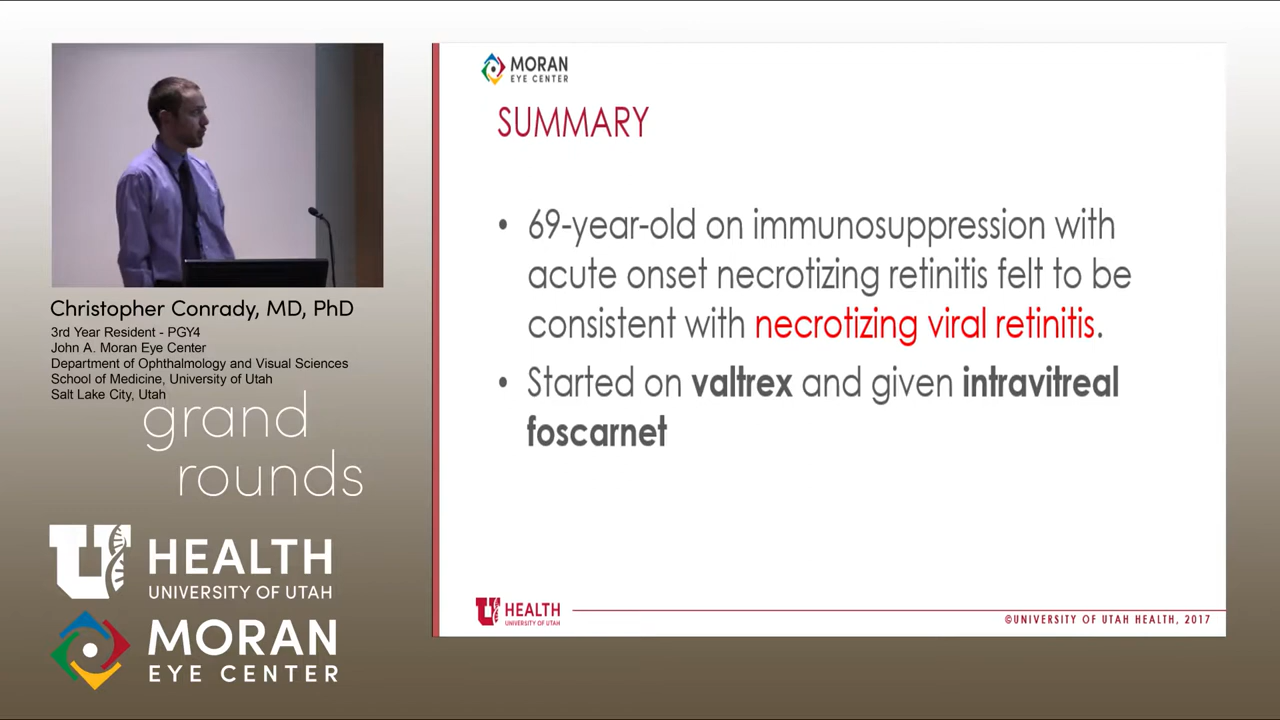 Christopher Conrady, MD, PhD
3rd Year Resident - PGY4
John A. Moran Eye Center
Department of Ophthalmology and Visual Sciences
School of Medicine, University of Utah
Salt Lake City, Utah
grand
rounds
U HEALTH
UNIVERSITY OF UTAH
MORAN
EYE CENTER
MORAN
EYE CENTER
SUMMARY
• 69-year-old on immunosuppression with
acute onset necrotizing retinitis felt to be
consistent with necrotizing viral retinitis.
• Started on valtrex and given intravitreal
foscarnet
U HEALTH
UNIVERSITY OF UTAH
©UNIVERSITY OF UTAH HEALTH, 2017